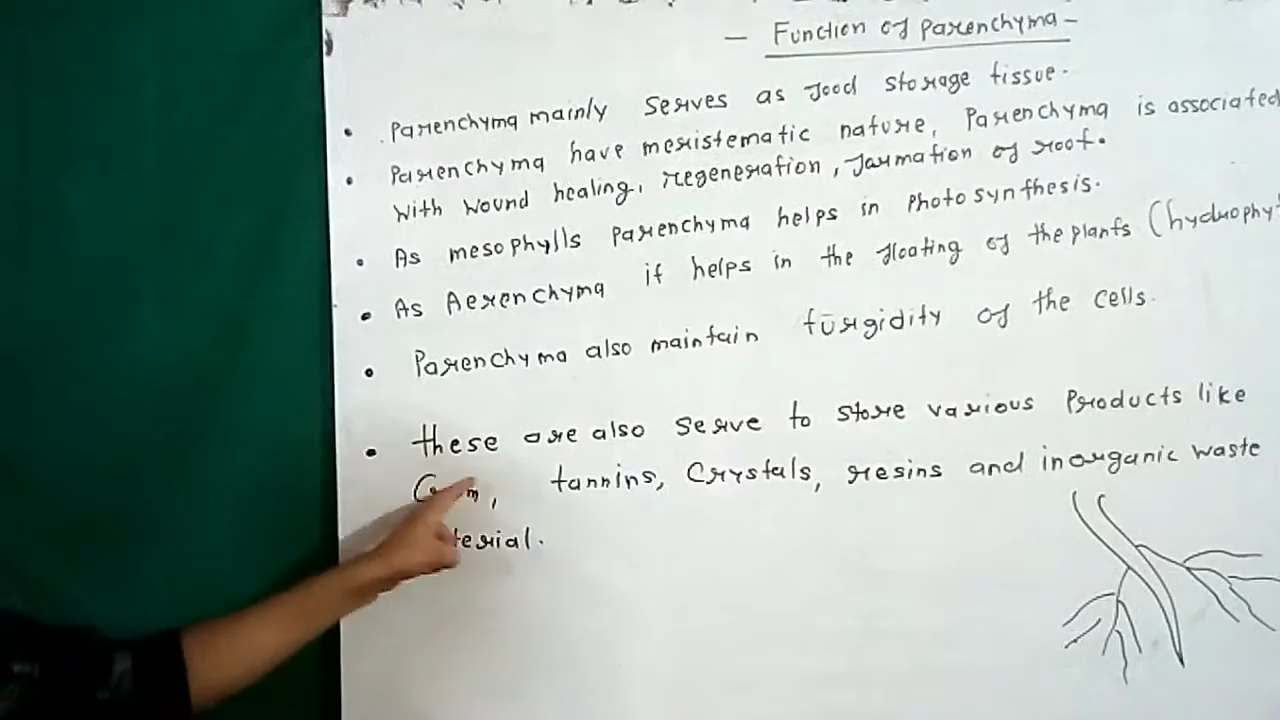 - Function of Parenchyma -
• Parenchyma mainly serves as food storage tissue.
• Parenchyma have meristematic nature, Parenchyma is associated
with wound healing, regeneration, formation of root.
• As mesophylls parenchyma helps in photosynthesis.
• As Aerenchyma it helps in the floating of the plants (
• Parenchyma also maintain turgidity of the cells.
• these are also serve to store various products like
tannins, Crystals, resins and inorganic waste